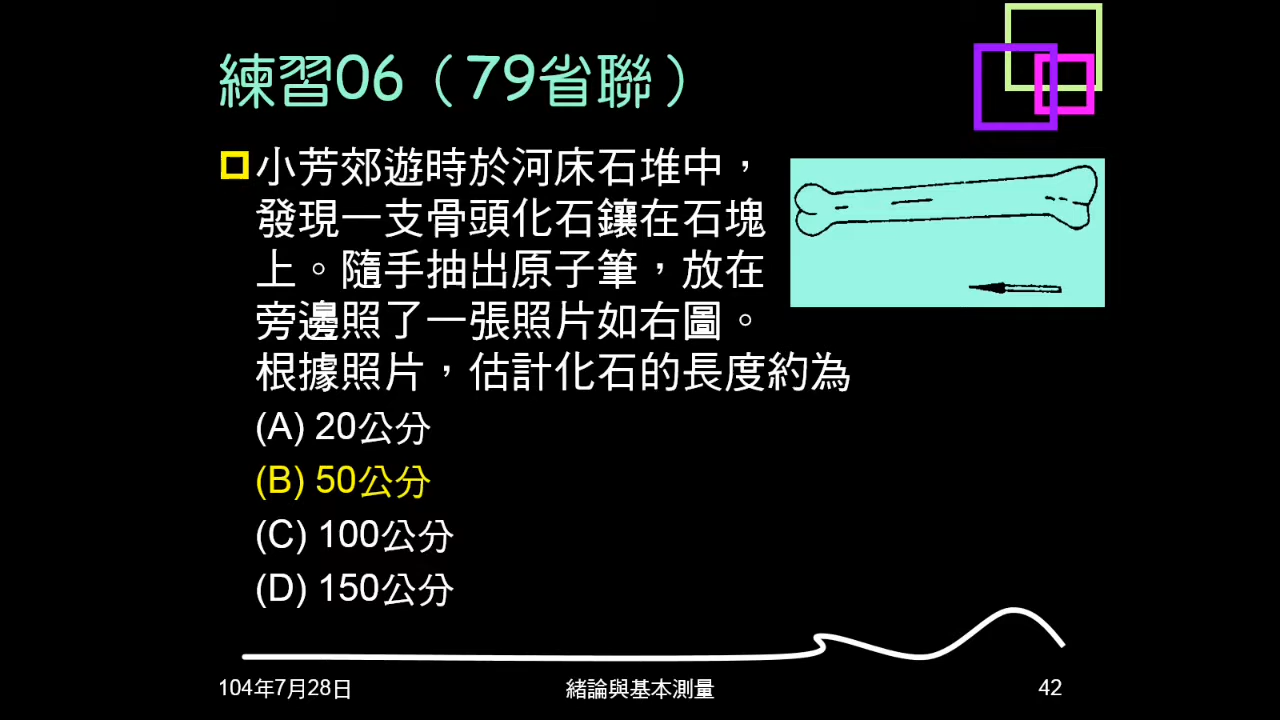 練習06（79省聯）
小芳郊遊時於河床石堆中，
發現一支骨頭化石鑲在石塊
上。隨手抽出原子筆，放在
旁邊照了一張照片如右圖。
根據照片，估計化石的長度約為
(A) 20公分
(B) 50公分
(C) 100公分
(D) 150公分
104年7月28日
緒論與基本測量
42